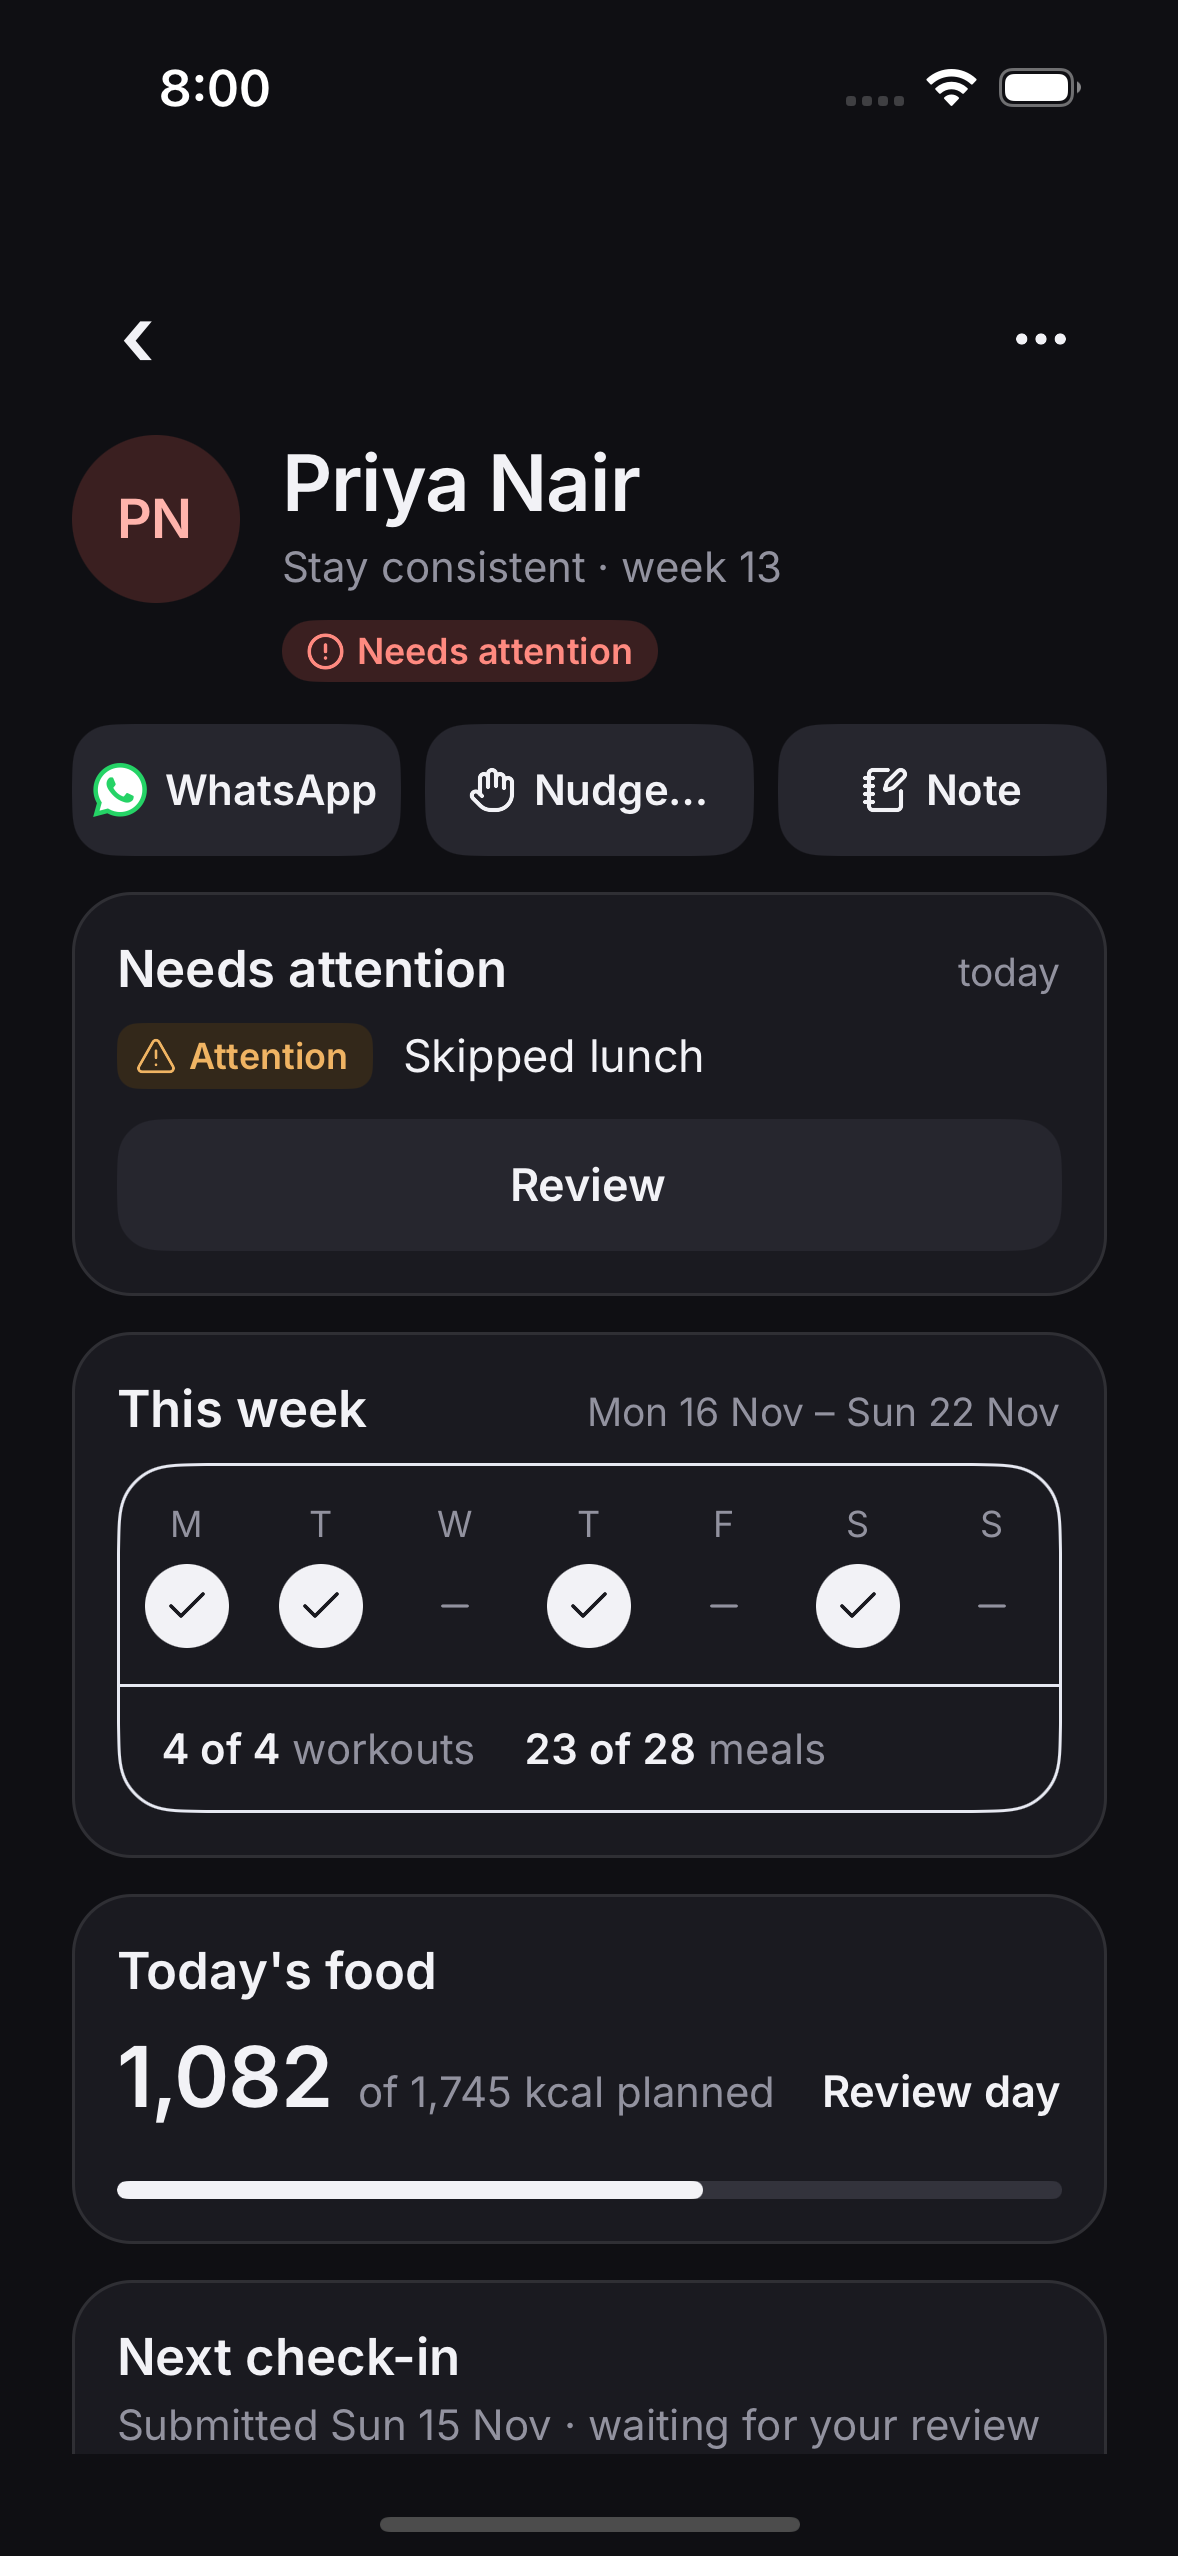 8:00
PN
Priya Nair
Stay consistent · week 13
Needs attention
WhatsApp
Nudge...
Note
Needs attention
today
Attention
Skipped lunch
Review
This week
Mon 16 Nov – Sun 22 Nov
M T W T F S S
4 of 4 workouts 23 of 28 meals
Today's food
1,082 of 1,745 kcal planned
Review day
Next check-in
Submitted Sun 15 Nov · waiting for your review